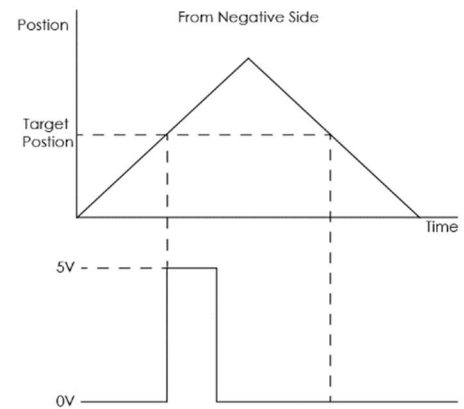 From Negative Side
Postion
Target
Postion
Time
5V
0V